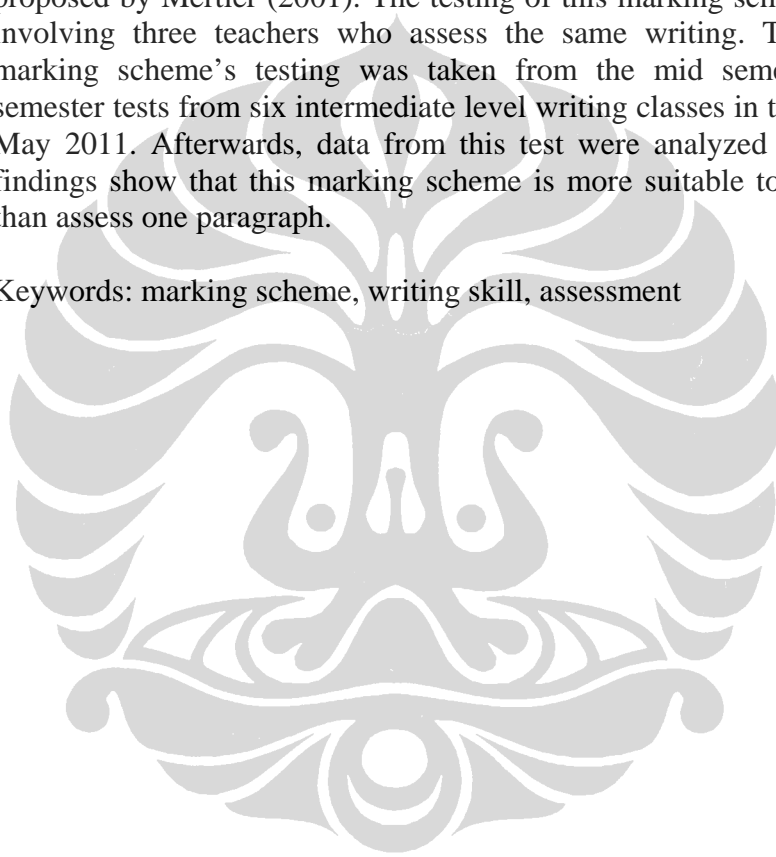 proposed by Mertler (2001). The testing of this marking sche
involving three teachers who assess the same writing. T
marking scheme's testing was taken from the mid seme
semester tests from six intermediate level writing classes in t
May 2011. Afterwards, data from this test were analyzed
findings show that this marking scheme is more suitable to
than assess one paragraph.
Keywords: marking scheme, writing skill, assessment